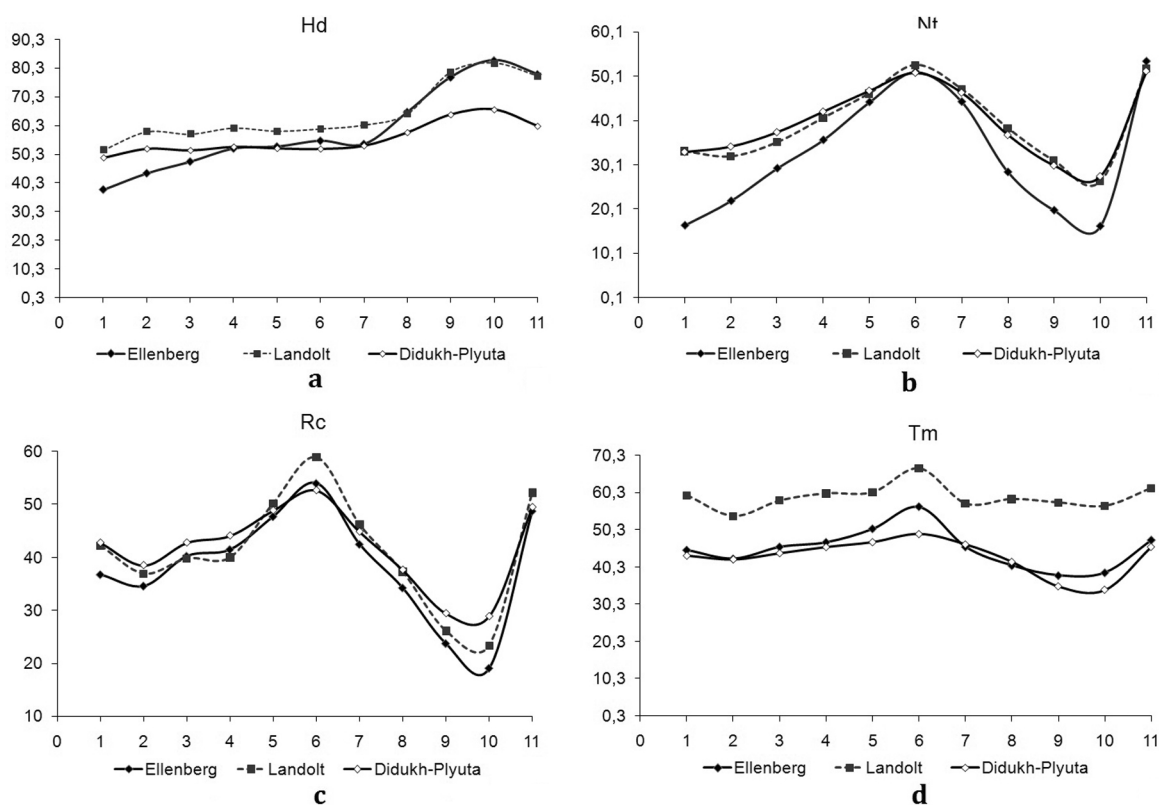 Hd
90,3
80,3
70,3
60,3
50,3
40,3
30,3
20,3
10,3
0,3
0 1 2 3 4 5 6 7 8 9 10 11
Ellenberg Landolt Didukh-Plyuta
a
Nt
60,1
50,1
40,1
30,1
20,1
10,1
0,1
0 1 2 3 4 5 6 7 8 9 10 11
Ellenberg Landolt Didukh-Plyuta
b
Rc
60
50
40
30
20
10
0 1 2 3 4 5 6 7 8 9 10 11
Ellenberg Landolt Didukh-Plyuta
c
Tm
70,3
60,3
50,3
40,3
30,3
20,3
10,3
0,3
0 1 2 3 4 5 6 7 8 9 10 11
Ellenberg Landolt Didukh-Plyuta
d